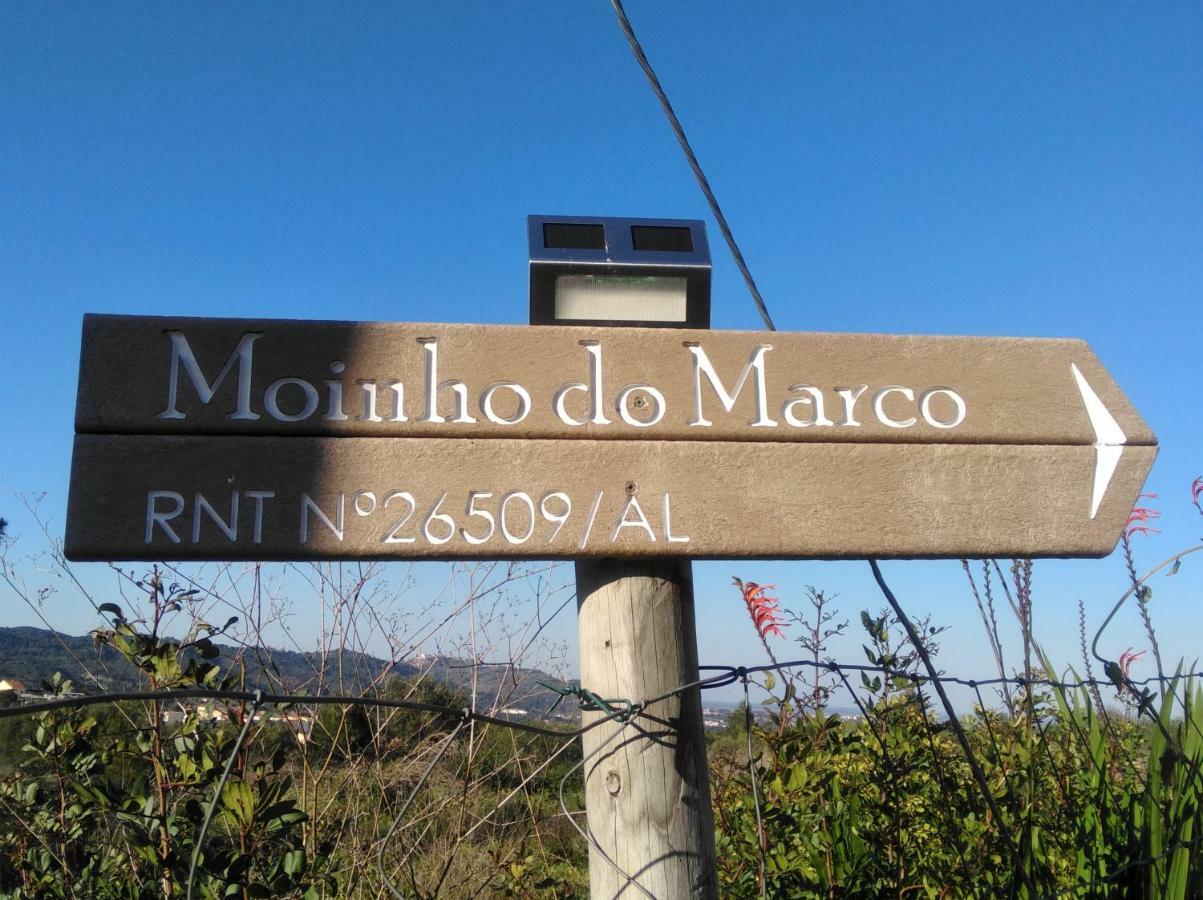 Moinho do Marco
RNT Nº26509/AL